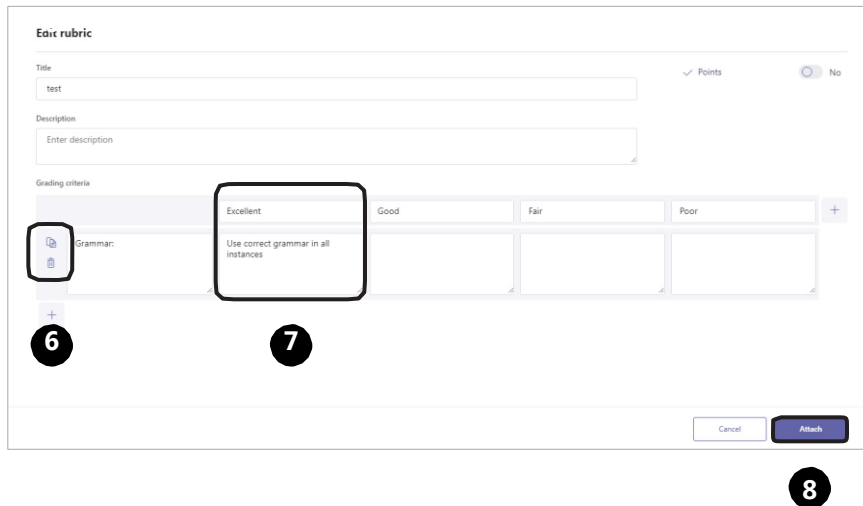 Edit rubric
Title
Points
No
test
Description
Enter description
Grading criteria
Excellent
Good
Fair
Poor
+
Grammar:
Use correct grammar in all
instances
+
6
7
Cancel
Attach
8